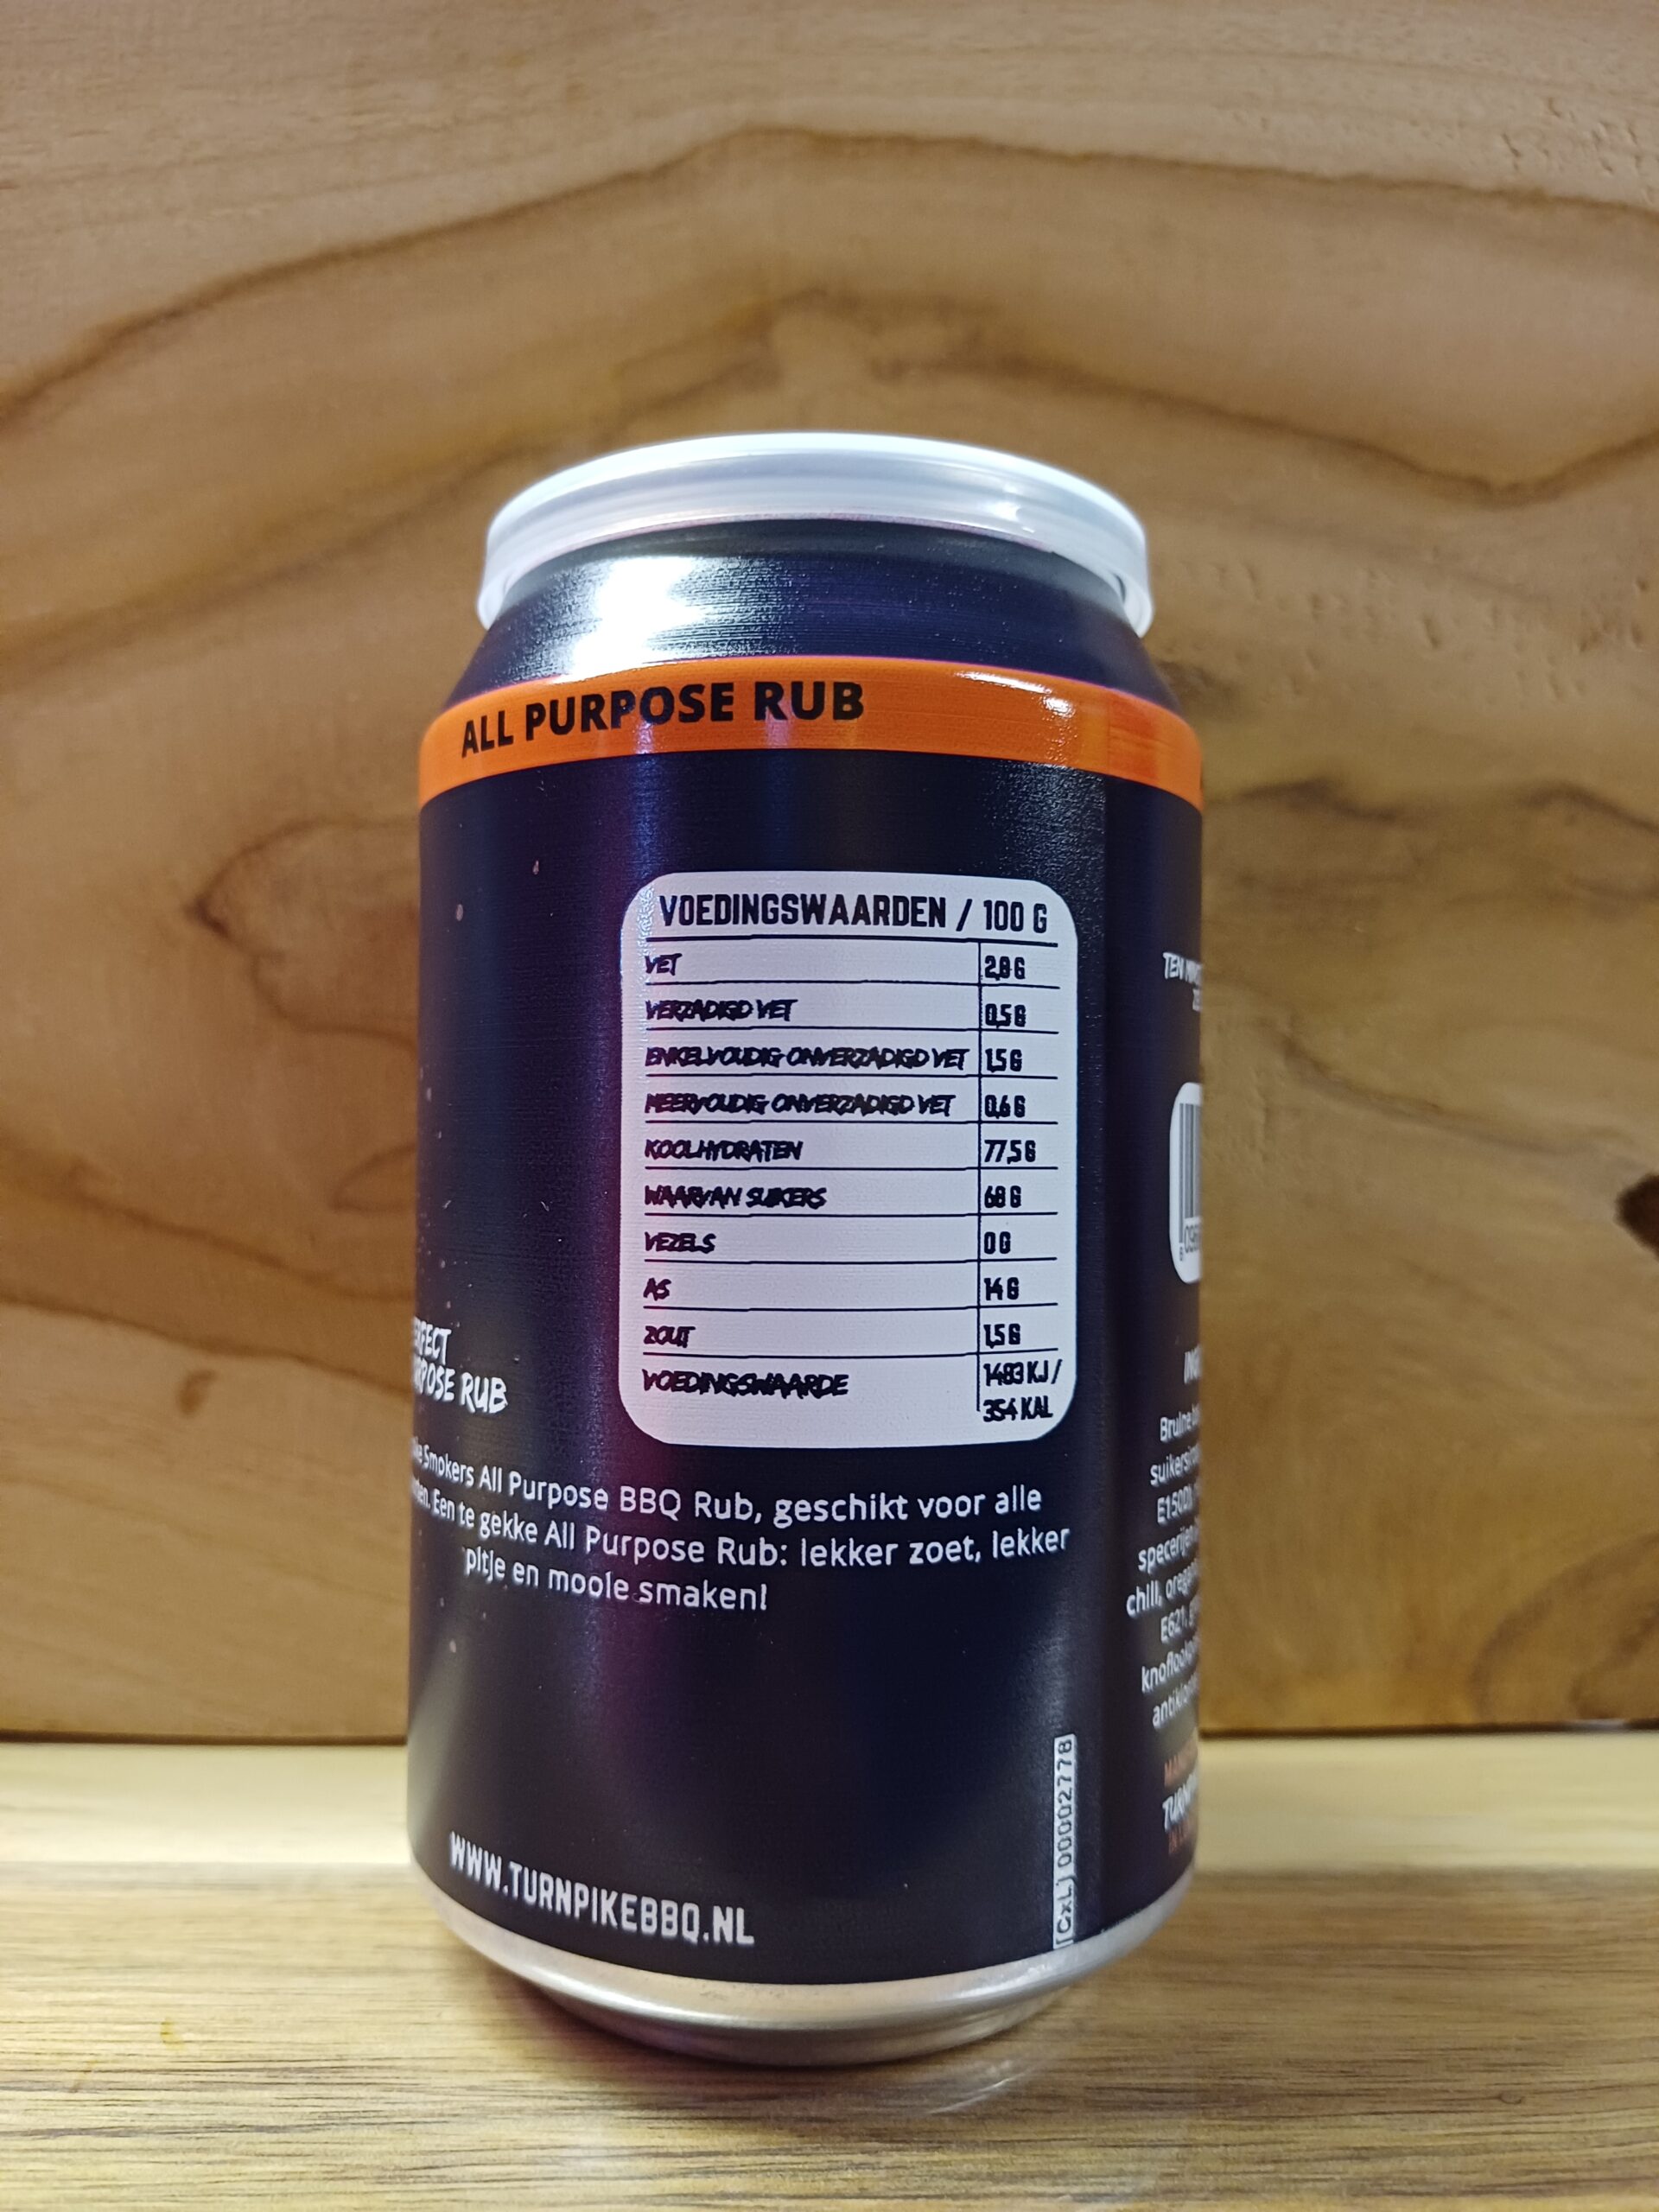 ALL PURPOSE RUB
VOEDINGSWAARDEN / 100 G
VET 2,8 G
VERZADIGD VET 0,5 G
ENKELVOUDIG ONVERZADIGD VET 1,5 G
MEERVOUDIG ONVERZADIGD VET 0,6 G
KOOLHYDRATEN 77,5 G
WAARVAN SUIKERS 68 G
VEZELS 0 G
AS 14 G
ZOUT 1,5 G
VOEDINGSWAARDE 1483 KJ /
354 KAL
RUB
Smokers All Purpose BBQ Rub, geschikt voor alle
Een te gekke All Purpose Rub: lekker zoet, lekker
pitje en mooie smaken!
WWW.TURNPIKEBBQ.NL
[CxL] 00002778
chili,